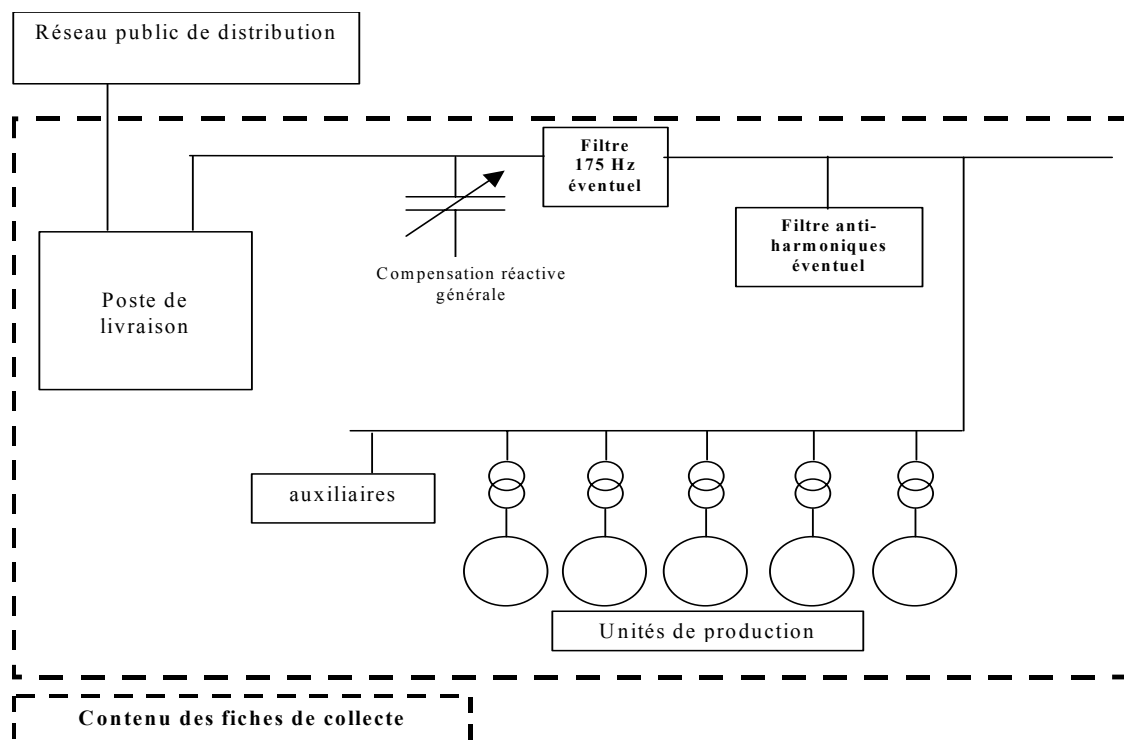 Réseau public de distribution
Filtre
175 Hz
éventuel
Filtre anti-
harmoniques
éventuel
Compensation réactive
générale
Poste de
livraison
auxiliaires
Unités de production
Contenu des fiches de collecte